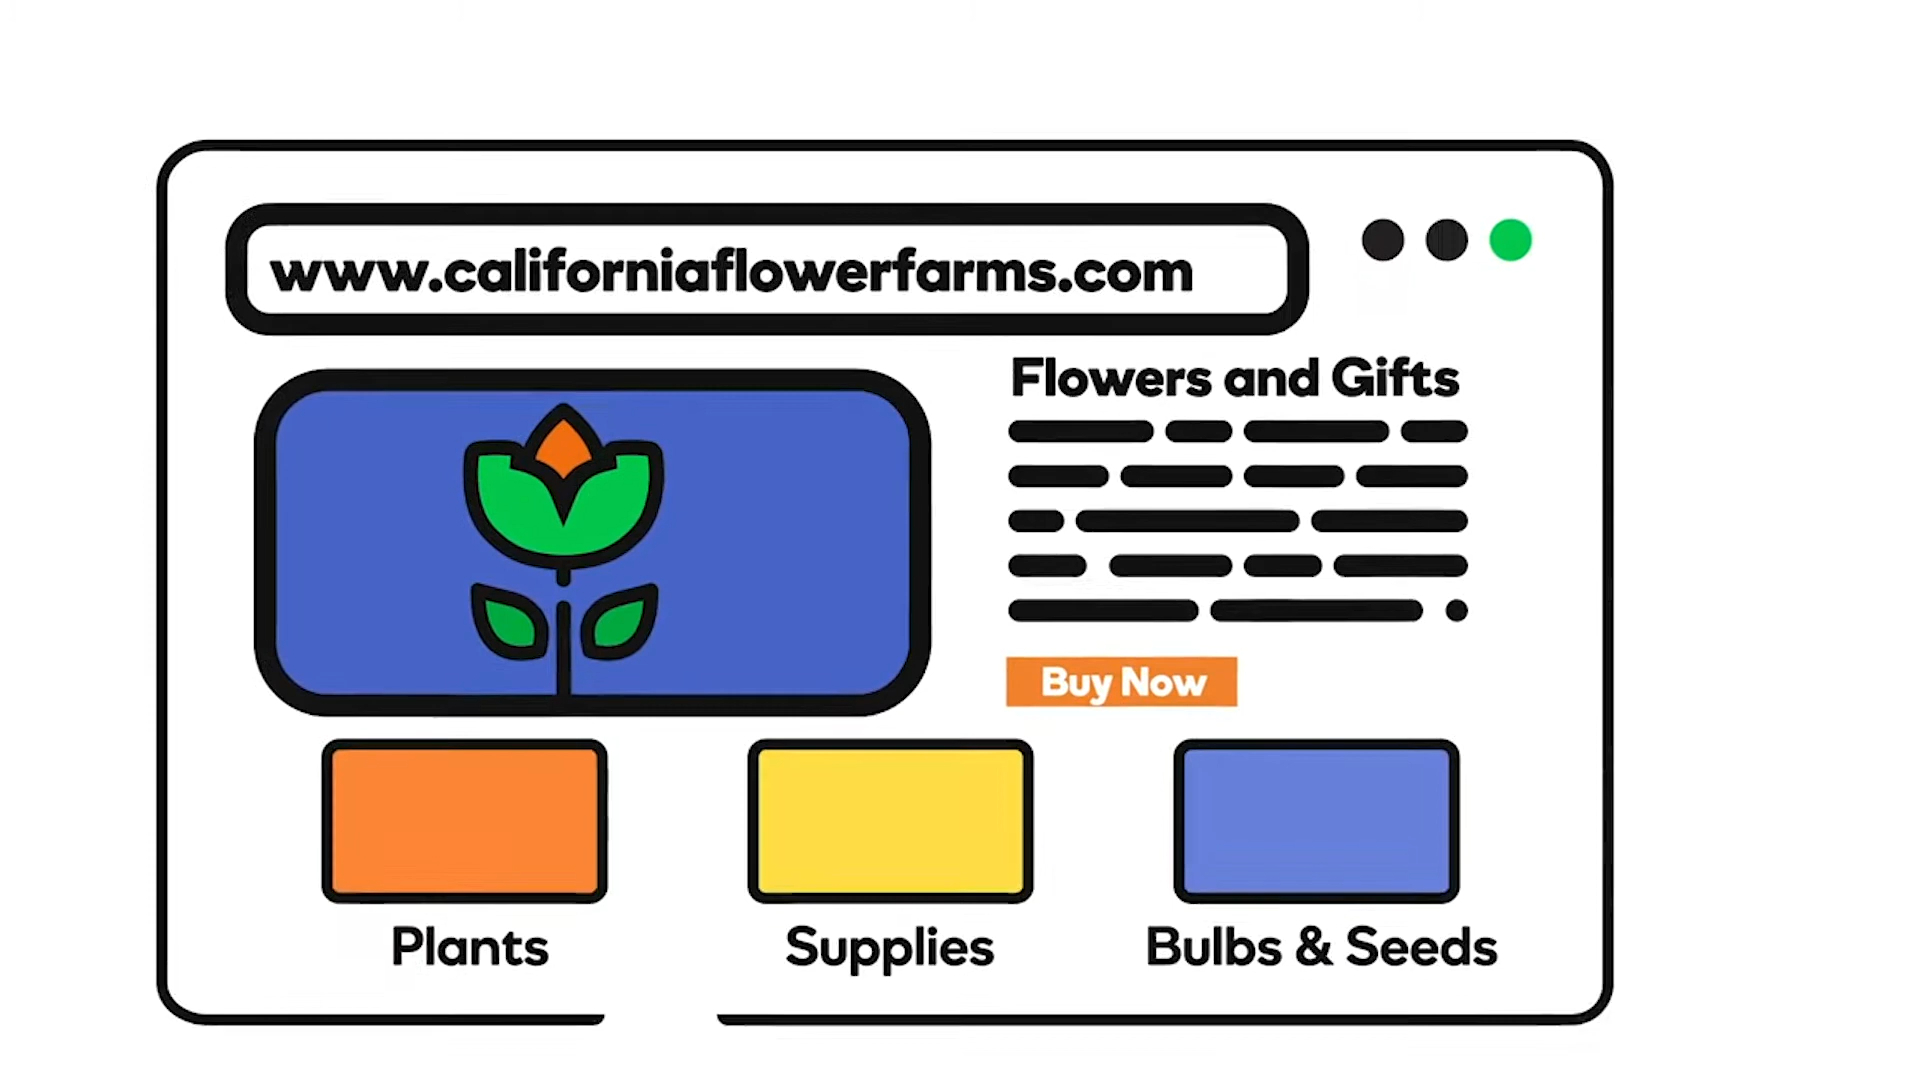 www.californiaflowerfarms.com
Flowers and Gifts
Buy Now
Plants
Supplies
Bulbs & Seeds